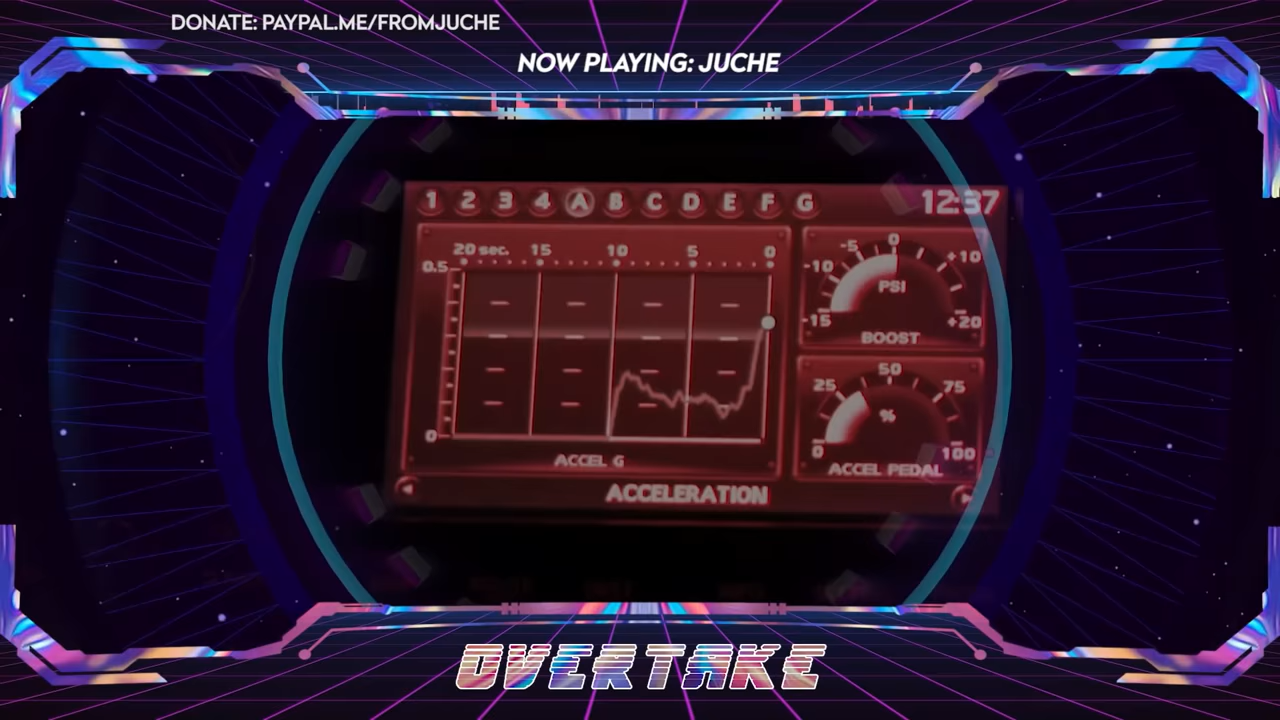 DONATE: PAYPAL.ME/FROMJUCHE
NOW PLAYING: JUCHE
1 2 3 4 A B C D E F G
12:37
20 sec. 15 10 5 0
0.5
0
ACCEL G
-15 -10 -5 0 +10 +20
PSI
BOOST
0 25 50 75 100
%
ACCEL PEDAL
ACCELERATION
OVERTAKE